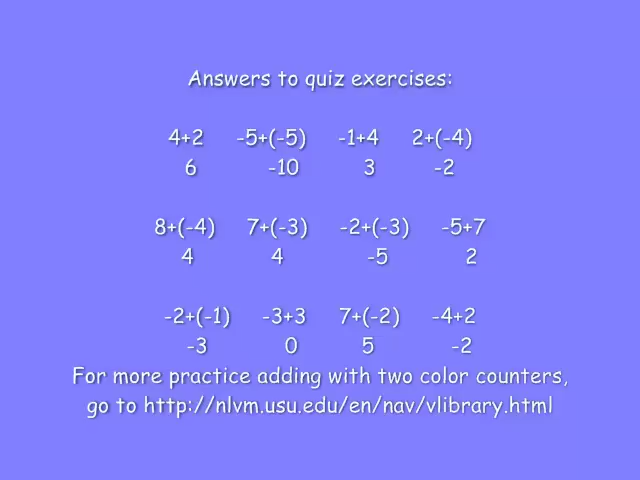 Answers to quiz exercises:
4+2 -5+(-5) -1+4 2+(-4)
6 -10 3 -2
8+(-4) 7+(-3) -2+(-3) -5+7
4 4 -5 2
-2+(-1) -3+3 7+(-2) -4+2
-3 0 5 -2
For more practice adding with two color counters,
go to http://nlvm.usu.edu/en/nav/vlibrary.html